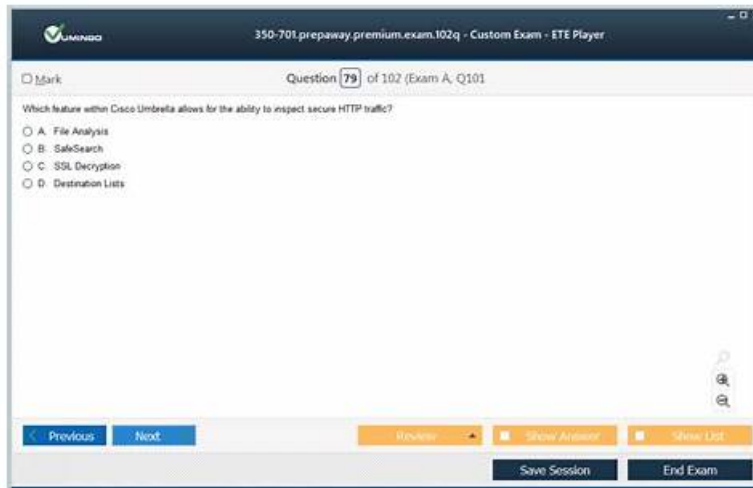 VUMINGO
350-701.prepaway.premium.exam.102q - Custom Exam - ETE Player
Mark
Question 79 of 102 (Exam A, Q101
Which feature within Cisco Umbrella allows for the ability to inspect secure HTTP traffic?
A. File Analysis
B. SafeSearch
C. SSL Decryption
D. Destination Lists
Previous
Next
Review
Show Answer
Show List
Save Session
End Exam